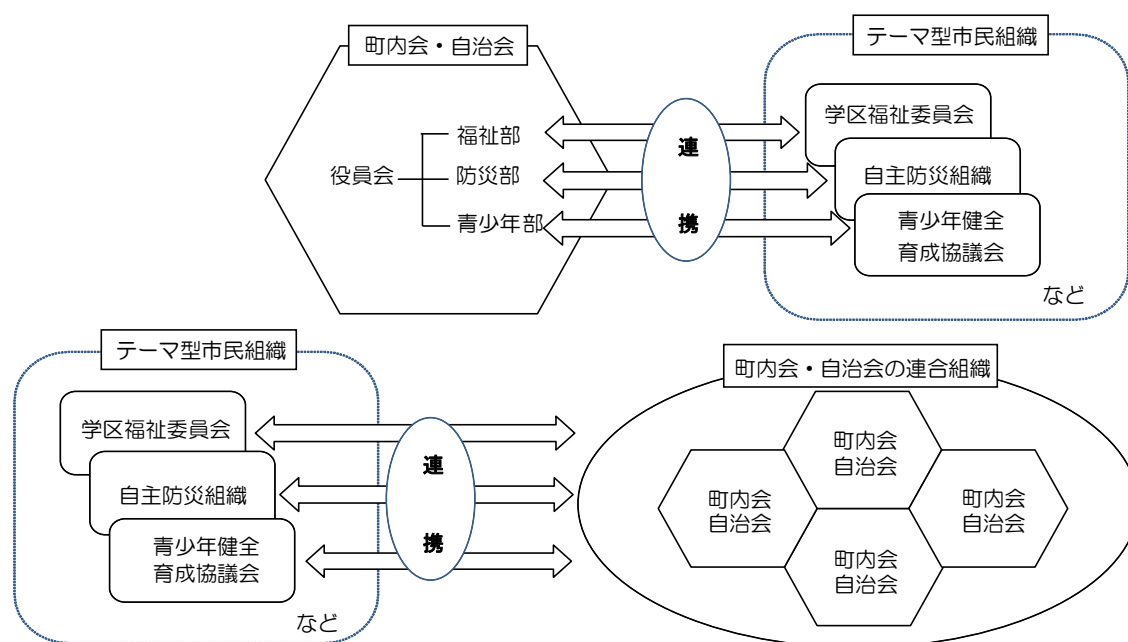 町内会・自治会
役員会
福祉部
防災部
青少年部
連
携
テーマ型市民組織
学区福祉委員会
自主防災組織
青少年健全
育成協議会
など
テーマ型市民組織
学区福祉委員会
自主防災組織
青少年健全
育成協議会
など
連
携
町内会・自治会の連合組織
町内会
自治会
町内会
自治会
町内会
自治会
町内会
自治会